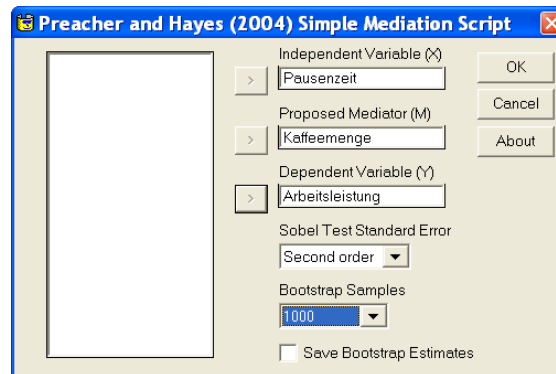 Preacher and Hayes (2004) Simple Mediation Script
Independent Variable (X)
> Pausenzeit
OK
Cancel
Proposed Mediator (M)
> Kaffeemenge
About
Dependent Variable (Y)
> Arbeitsleistung
Sobel Test Standard Error
Second order
Bootstrap Samples
1000
Save Bootstrap Estimates